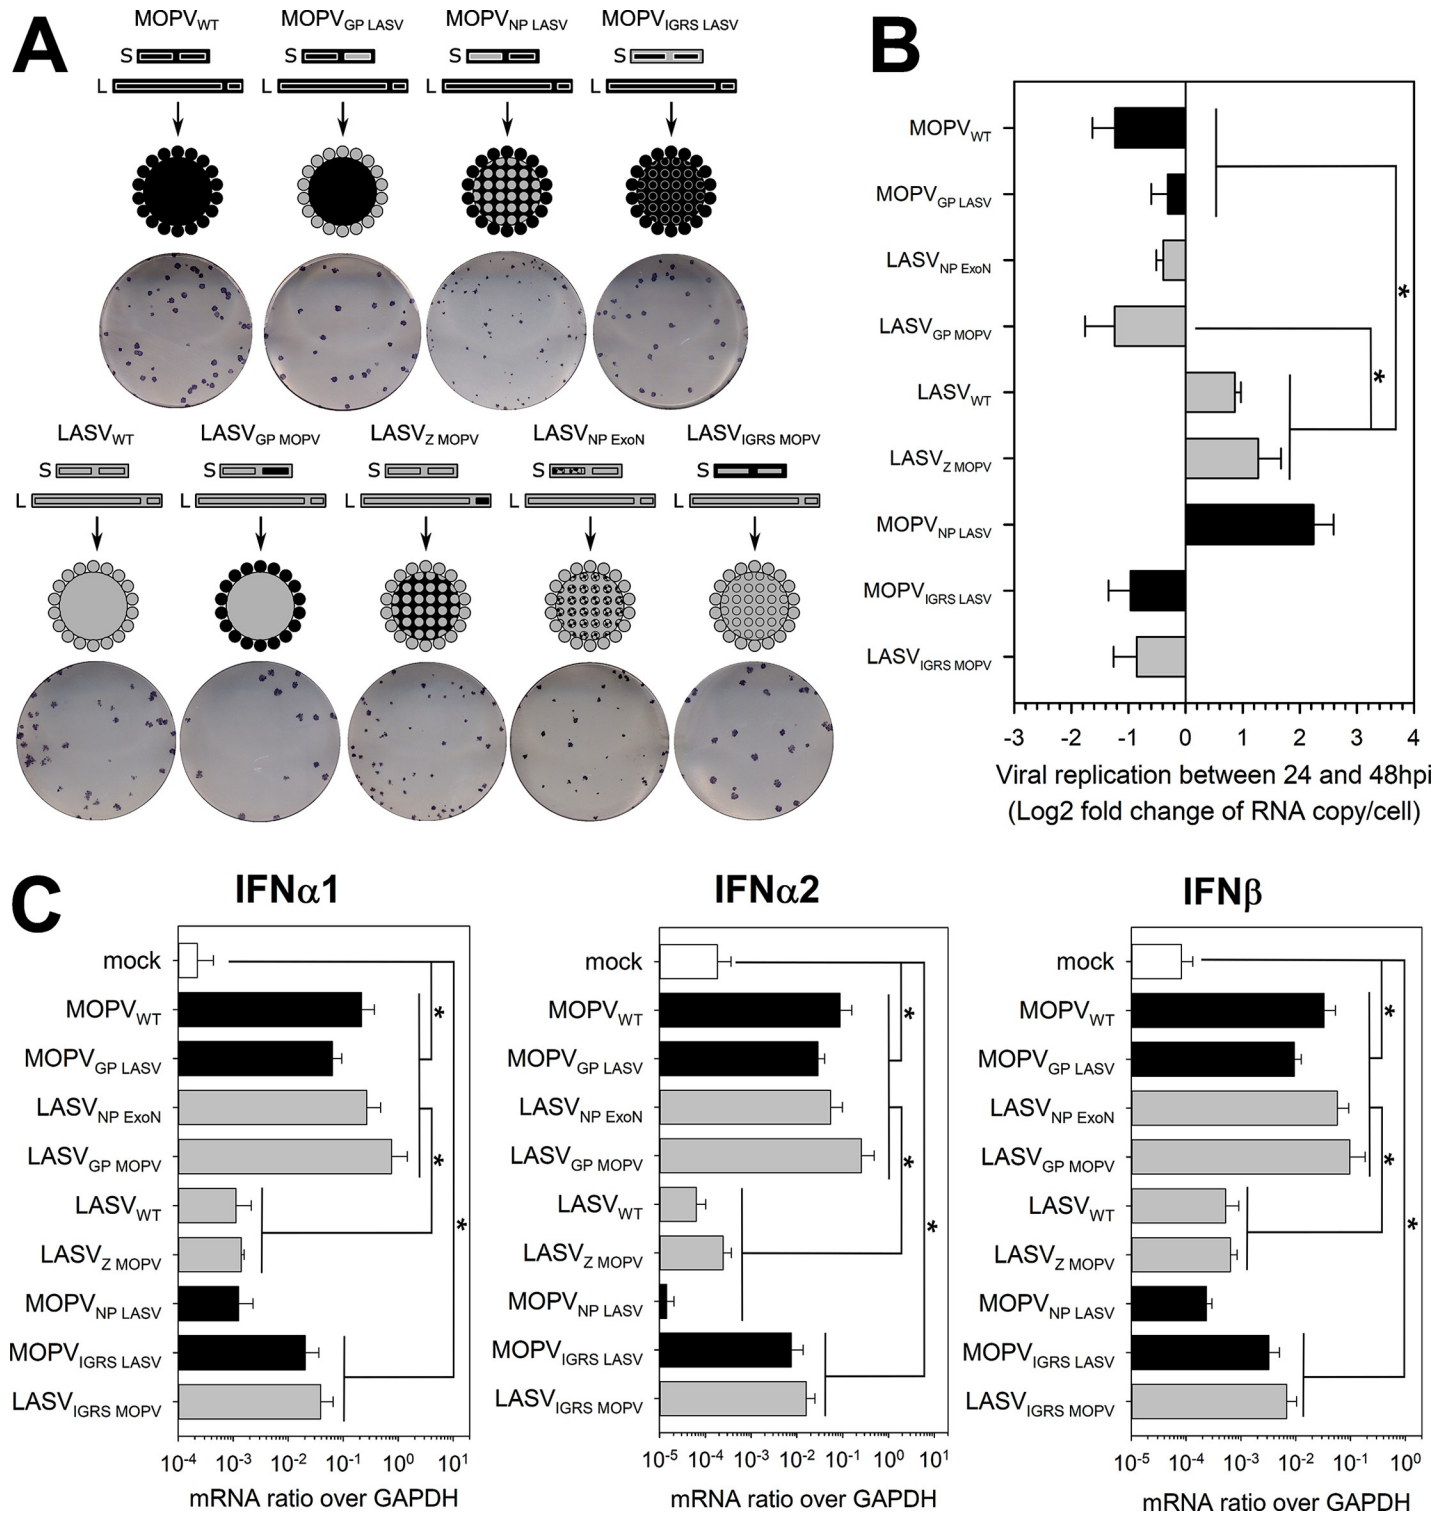 A
MOPVWT MOPVGP LASV MOPVNP LASV MOPVIGRS LASV
S S S S
L L L L
LASVWT LASVGP MOPV LASVZ MOPV LASVNP ExoN LASVIGRS MOPV
S S S S S
L L L L L
B
MOPVWT
MOPVGP LASV
LASVNP ExoN
LASVGP MOPV
LASVWT
LASVZ MOPV
MOPVNP LASV
MOPVIGRS LASV
LASVIGRS MOPV
*
*
-3 -2 -1 0 1 2 3 4
Viral replication between 24 and 48hpi
(Log2 fold change of RNA copy/cell)
C
IFNα1
mock
MOPVWT
MOPVGP LASV
LASVNP ExoN
LASVGP MOPV
LASVWT
LASVZ MOPV
MOPVNP LASV
MOPVIGRS LASV
LASVIGRS MOPV
*
*
*
10-4 10-3 10-2 10-1 100 101
mRNA ratio over GAPDH
IFNα2
mock
MOPVWT
MOPVGP LASV
LASVNP ExoN
LASVGP MOPV
LASVWT
LASVZ MOPV
MOPVNP LASV
MOPVIGRS LASV
LASVIGRS MOPV
*
*
*
10-5 10-4 10-3 10-2 10-1 100 101
mRNA ratio over GAPDH
IFNβ
mock
MOPVWT
MOPVGP LASV
LASVNP ExoN
LASVGP MOPV
LASVWT
LASVZ MOPV
MOPVNP LASV
MOPVIGRS LASV
LASVIGRS MOPV
*
*
*
10-5 10-4 10-3 10-2 10-1 100
mRNA ratio over GAPDH